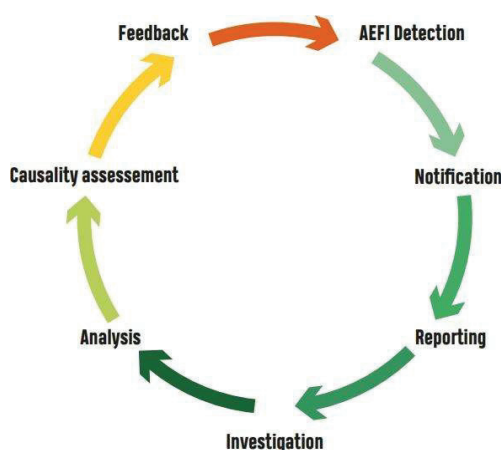 Feedback
AEFI Detection
Notification
Reporting
Investigation
Analysis
Causality assessement